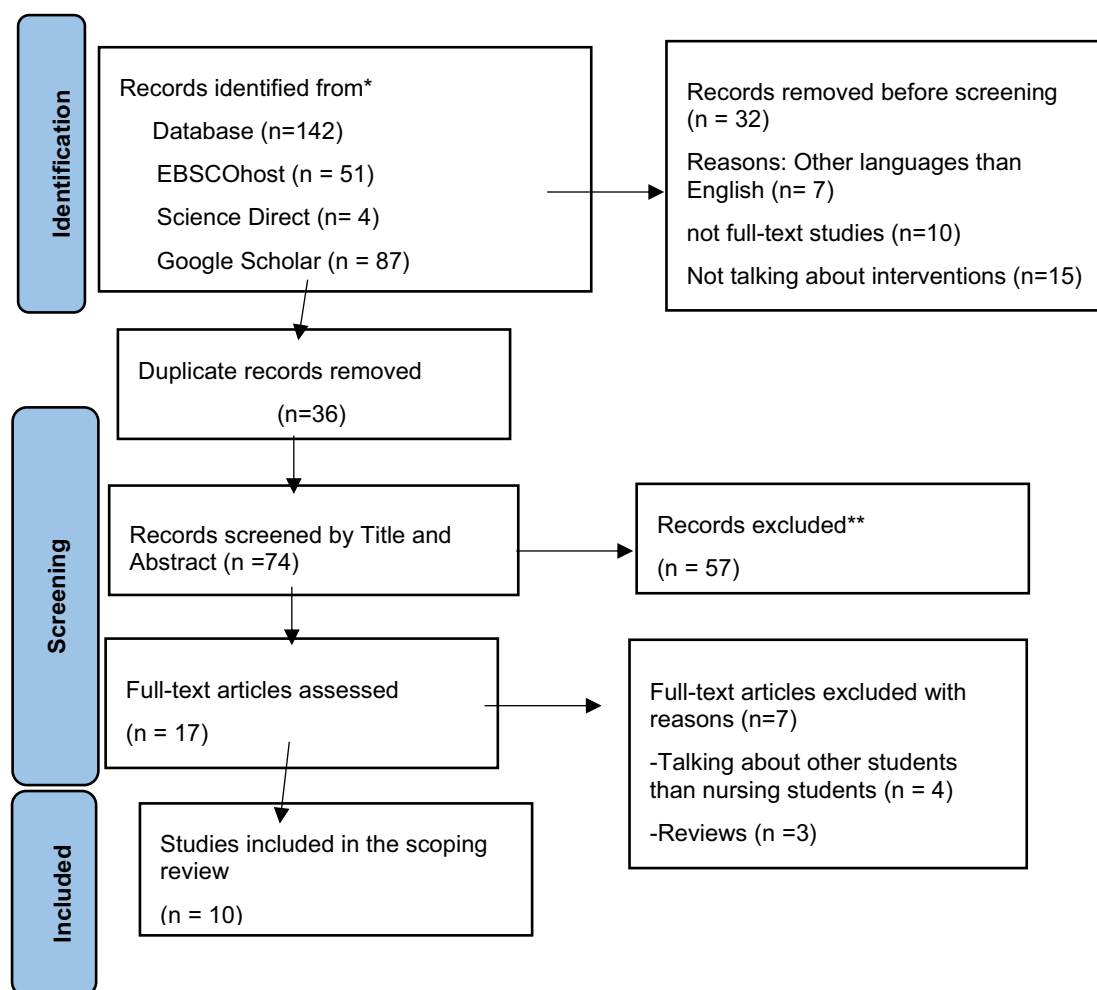 Identification
Records identified from*
Database (n=142)
EBSCOhost (n = 51)
Science Direct (n= 4)
Google Scholar (n = 87)
Records removed before screening
(n = 32)
Reasons: Other languages than
English (n= 7)
not full-text studies (n=10)
Not talking about interventions (n=15)
Duplicate records removed
(n=36)
Screening
Records screened by Title and
Abstract (n =74)
Records excluded**
(n = 57)
Full-text articles assessed
(n = 17)
Full-text articles excluded with
reasons (n=7)
-Talking about other students
than nursing students (n = 4)
-Reviews (n =3)
Included
Studies included in the scoping
review
(n = 10)